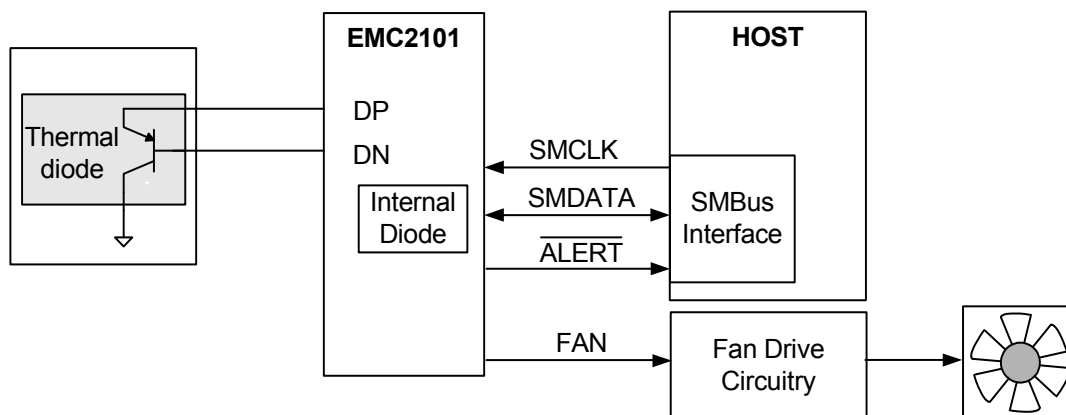 EMC2101
HOST
Thermal
diode
DP
DN
Internal
Diode
SMCLK
SMDATA
ALERT
SMBus
Interface
FAN
Fan Drive
Circuitry